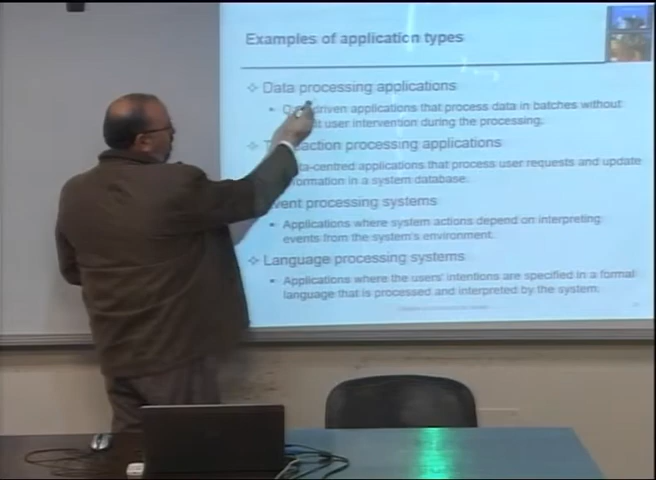 Examples of application types
❖ Data processing applications
▪ driven applications that process data in batches without
user intervention during the processing.
❖ action processing applications
ta-centred applications that process user requests and update
formation in a system database.
vent processing systems
▪ Applications where system actions depend on interpreting
events from the system's environment.
❖ Language processing systems
▪ Applications where the users' intentions are specified in a formal
language that is processed and interpreted by the system.